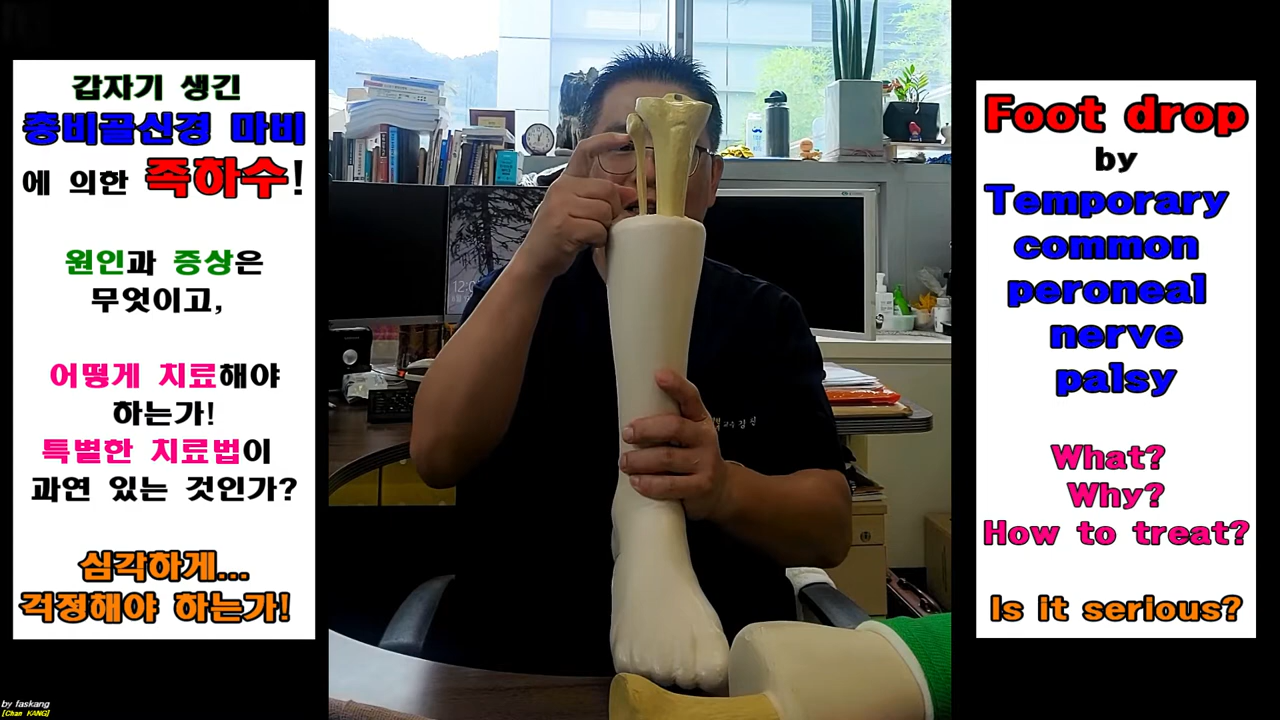 갑자기 생긴
총비골신경 마비
에 의한 족하수!
원인과 증상은
무엇이고,
어떻게 치료해야
하는가!
특별한 치료법이
과연 있는 것인가?
심각하게...
걱정해야 하는가!
by faskang
[Chan KANG]
Foot drop
by
Temporary
common
peroneal
nerve
palsy
What?
Why?
How to treat?
Is it serious?